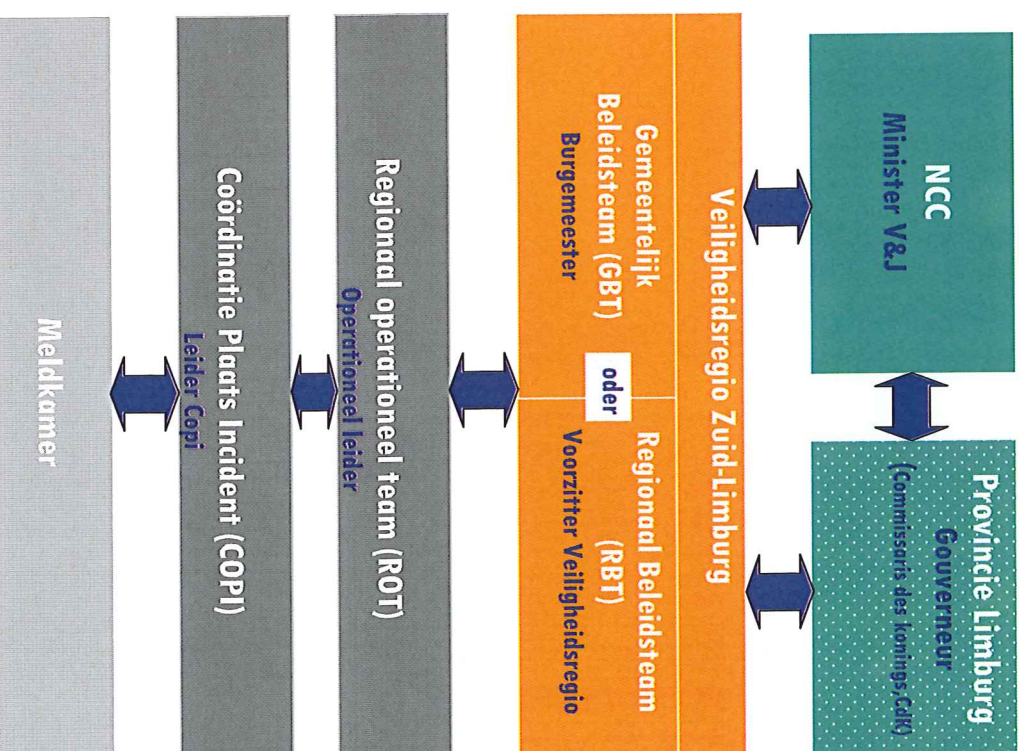 NCC
Minister V&J
Provincie Limburg
Gouverneur
(Commissaris des konings,CdK)
Veiligheidsregio Zuid-Limburg
Gemeentelijk
Beleidsteam (GBT)
Burgemeester
oder
Regionaal Beleidsteam
(RBT)
Voorzitter Veiligheidsregio
Regionaal operationeel team (ROT)
Operationeel leider
Coördinatie Plaats Incident (COPI)
Leider Copi
Meldkamer